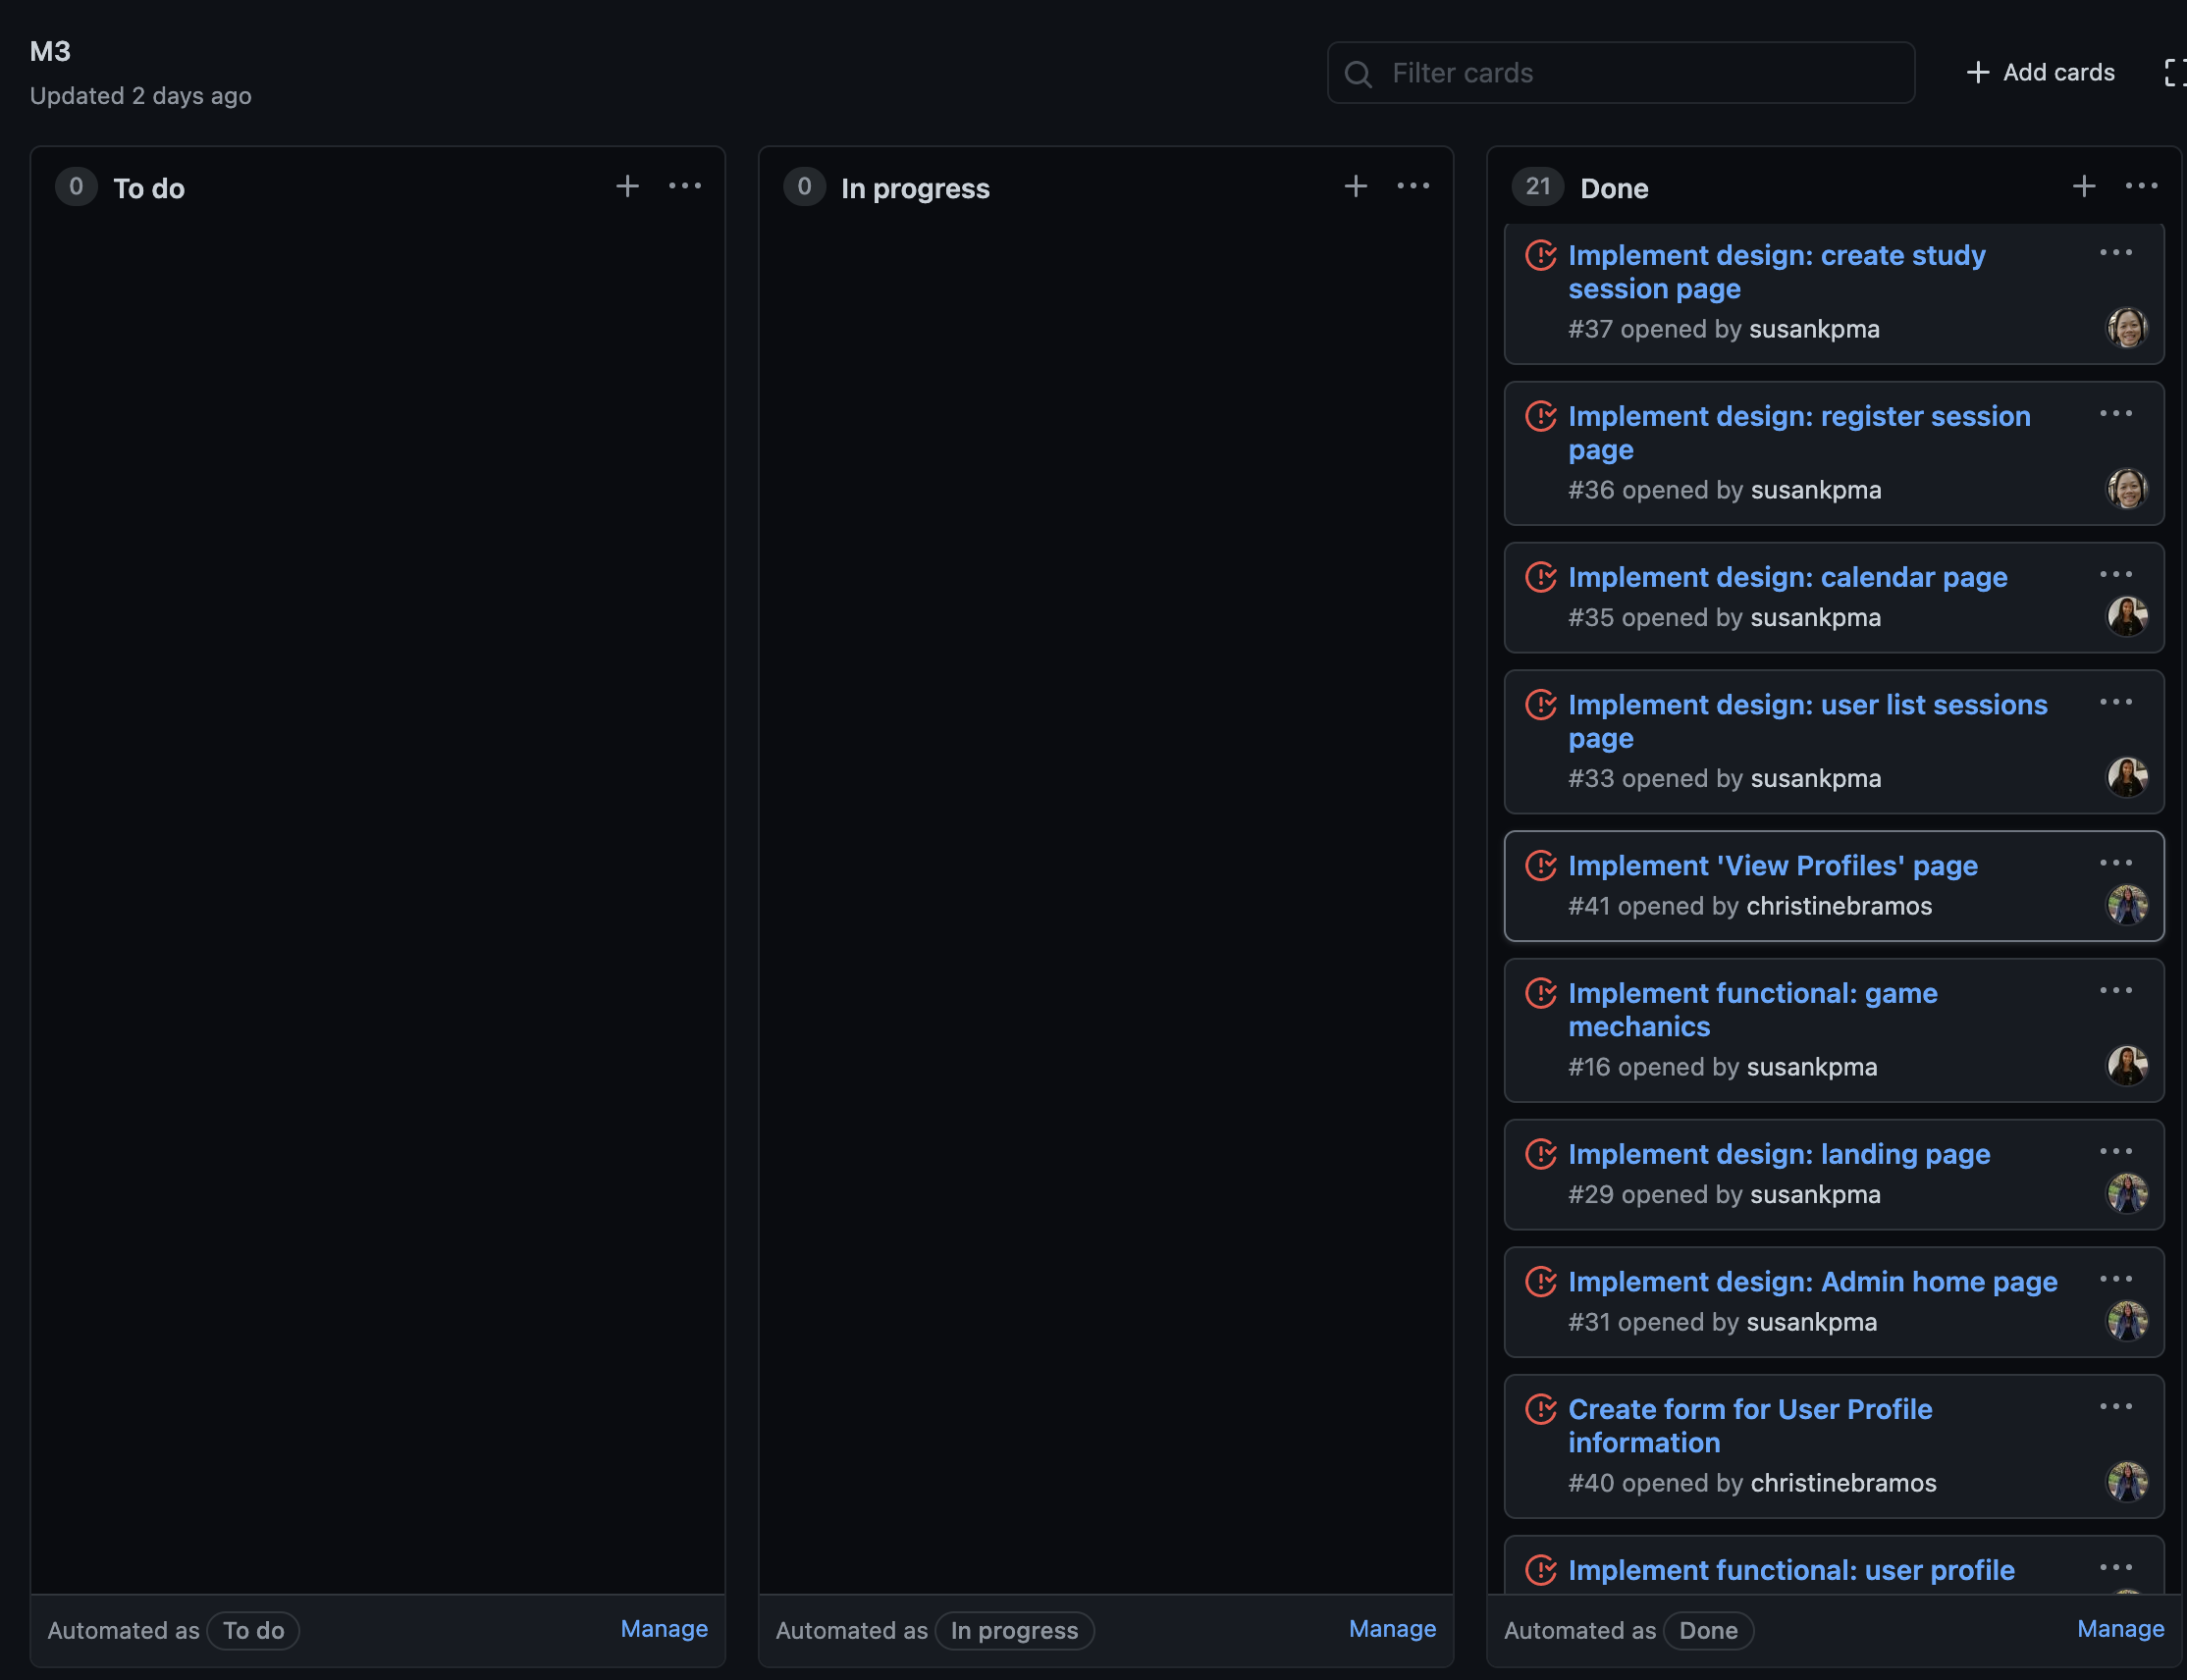 M3
Updated 2 days ago
Filter cards
Add cards
0 To do
0 In progress
21 Done
Implement design: create study
session page
#37 opened by susankpma
Implement design: register session
page
#36 opened by susankpma
Implement design: calendar page
#35 opened by susankpma
Implement design: user list sessions
page
#33 opened by susankpma
Implement 'View Profiles' page
#41 opened by christinebramos
Implement functional: game
mechanics
#16 opened by susankpma
Implement design: landing page
#29 opened by susankpma
Implement design: Admin home page
#31 opened by susankpma
Create form for User Profile
information
#40 opened by christinebramos
Implement functional: user profile
Automated as To do Manage
Automated as In progress Manage
Automated as Done Manage